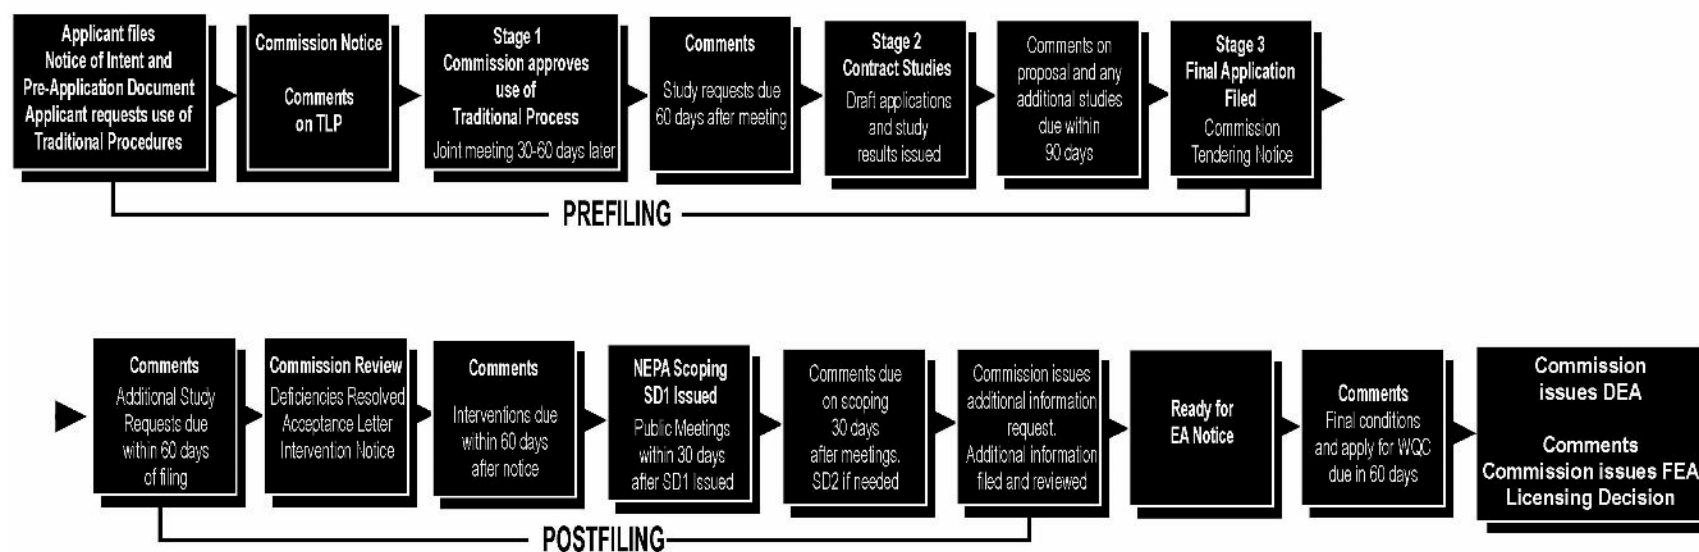 Applicant files
Notice of Intent and
Pre-Application Document
Applicant requests use of
Traditional Procedures
Commission Notice
Comments
on TLP
Stage 1
Commission approves
use of
Traditional Process
Joint meeting 30-60 days later
Comments
Study requests due
60 days after meeting
Stage 2
Contract Studies
Draft applications
and study
results issued
Comments on
proposal and any
additional studies
due within
90 days
Stage 3
Final Application
Filed
Commission
Tendering Notice
PREFILING
Comments
Additional Study
Requests due
within 60 days
of filing
Commission Review
Deficiencies Resolved
Acceptance Letter
Intervention Notice
Comments
Interventions due
within 60 days
after notice
NEPA Scoping
SD1 Issued
Public Meetings
within 30 days
after SD1 Issued
Comments due
on scoping
30 days
after meetings.
SD2 if needed
Commission issues
additional information
request.
Additional information
filed and reviewed
Ready for
EA Notice
Comments
Final conditions
and apply for WQC
due in 60 days
Commission
issues DEA
Comments
Commission issues FEA
Licensing Decision
POSTFILING